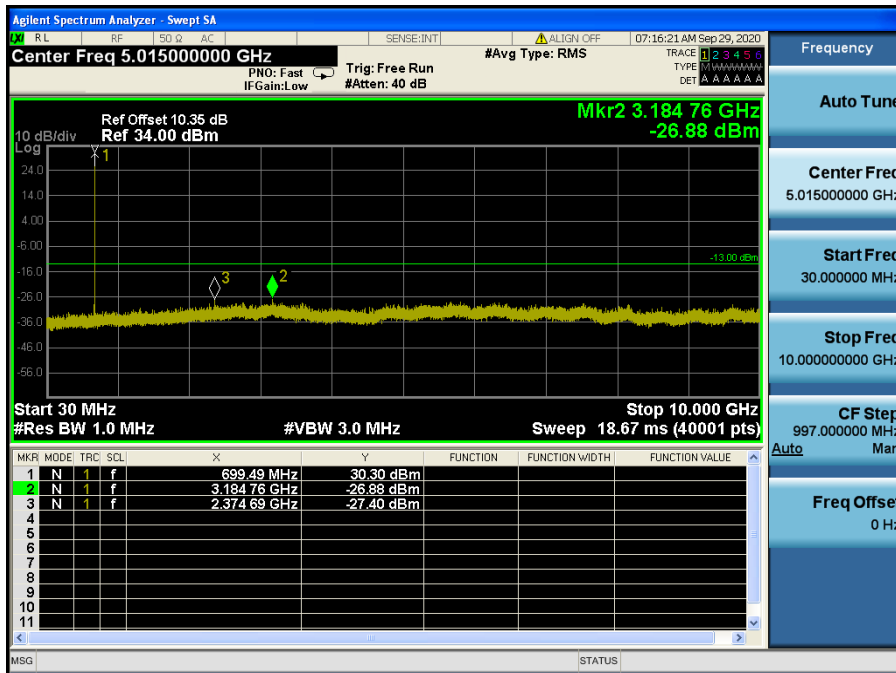 Agilent Spectrum Analyzer - Swept SA
LXI RL RF 50 Ω AC SENSE:INT ALIGN OFF 07:16:21 AM Sep 29, 2020
Center Freq 5.015000000 GHz
PNO: Fast
IFGain:Low
Trig: Free Run
#Atten: 40 dB
#Avg Type: RMS
TRACE 1 2 3 4 5 6
TYPE M W W W W W
DET A A A A A A
Mkr2 3.184 76 GHz
-26.88 dBm
Ref Offset 10.35 dB
10 dB/div Ref 34.00 dBm
Log
1
24.0
14.0
4.00
-6.00
-13.00 dBm
-16.0
3
2
-26.0
-36.0
-46.0
-56.0
Start 30 MHz Stop 10.000 GHz
#Res BW 1.0 MHz #VBW 3.0 MHz Sweep 18.67 ms (40001 pts)
MKR MODE TRC SCL X Y FUNCTION FUNCTION WIDTH FUNCTION VALUE
1 N 1 f 699.49 MHz 30.30 dBm
2 N 1 f 3.184 76 GHz -26.88 dBm
3 N 1 f 2.374 69 GHz -27.40 dBm
4
5
6
7
8
9
10
11
MSG STATUS
Frequency
Auto Tune
Center Freq
5.015000000 GHz
Start Freq
30.000000 MHz
Stop Freq
10.000000000 GHz
CF Step
997.000000 MHz
Auto Man
Freq Offset
0 Hz